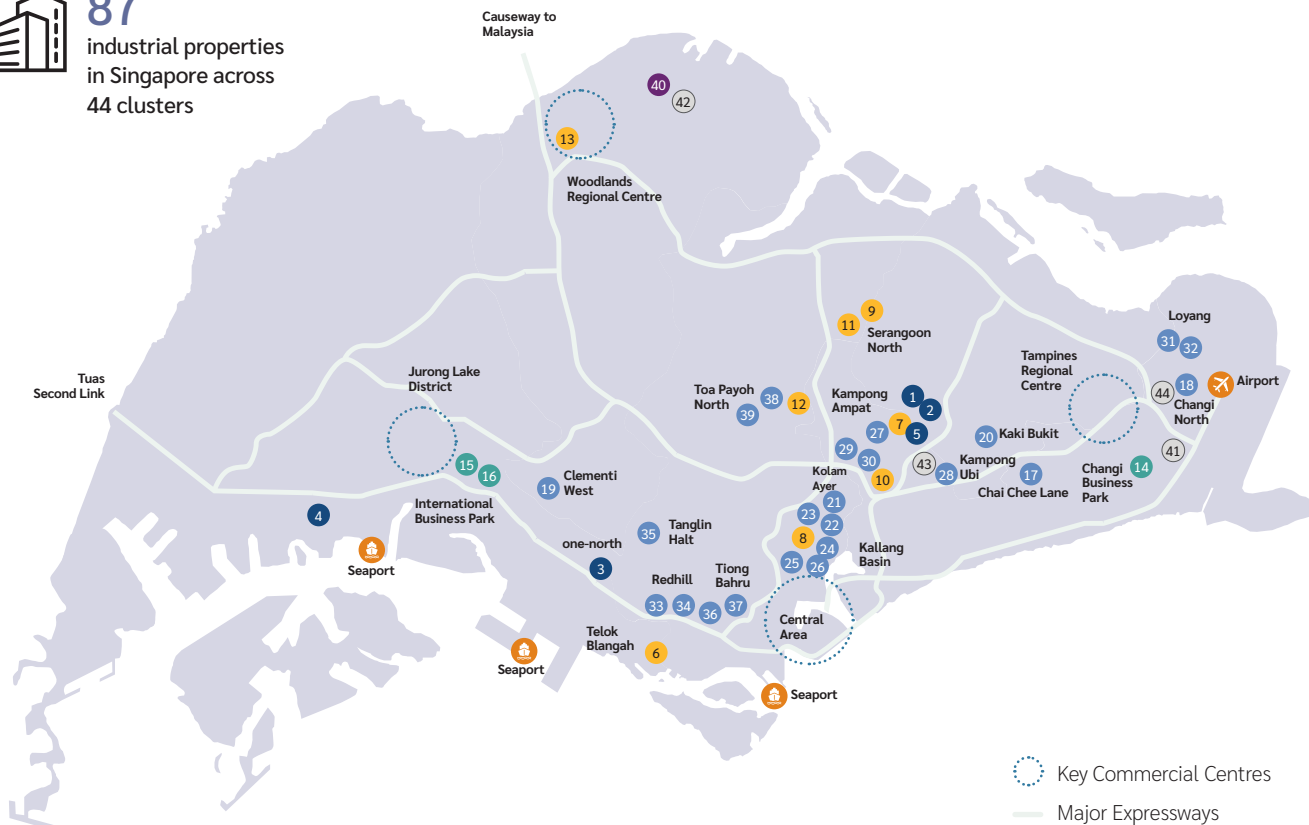 87
industrial properties
in Singapore across
44 clusters
Causeway to
Malaysia
40
42
13
Woodlands
Regional Centre
9
11
Serangoon
North
Loyang
31
32
Tampines
Regional
Centre
44
18
Airport
Changi
North
Tuas
Second Link
Jurong Lake
District
Toa Payoh
North
38
39
12
Kampong
Ampat
1
2
7
5
27
29
30
43
10
20
Kaki Bukit
28
Kampong
Ubi
17
Chai Chee Lane
41
14
Changi
Business
Park
15
16
International
Business Park
19
Clementi
West
4
Seaport
Kolam
Ayer
21
23
22
8
24
25
26
Kallang
Basin
35
Tanglin
Halt
one-north
3
Redhill
33
34
36
37
Tiong
Bahru
Central
Area
Telok
Blangah
6
Seaport
Seaport
Key Commercial Centres
Major Expressways